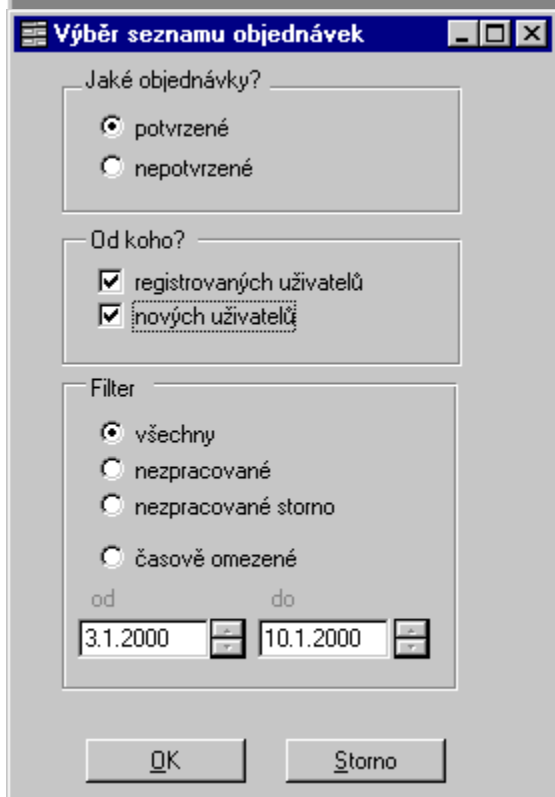 Výběr seznamu objednávek
Jaké objednávky?
potvrzené
nepotvrzené
Od koho?
registrovaných uživatelů
nových uživatelů
Filter
všechny
nezpracované
nezpracované storno
časově omezené
od do
3.1.2000 10.1.2000
OK Storno